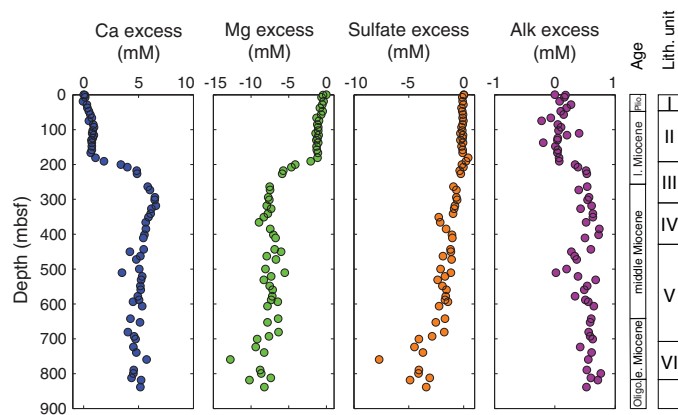 Ca excess
(mM)
Mg excess
(mM)
Sulfate excess
(mM)
Alk excess
(mM)
Age
Lith. unit
0 5 10
-15 -10 -5
-10 -5 0
-1 0 1
Depth (mbsf)
0
100
200
300
400
500
600
700
800
900
Plio.
l. Miocene
middle Miocene
e. Miocene
Oligo.
I
II
III
IV
V
VI